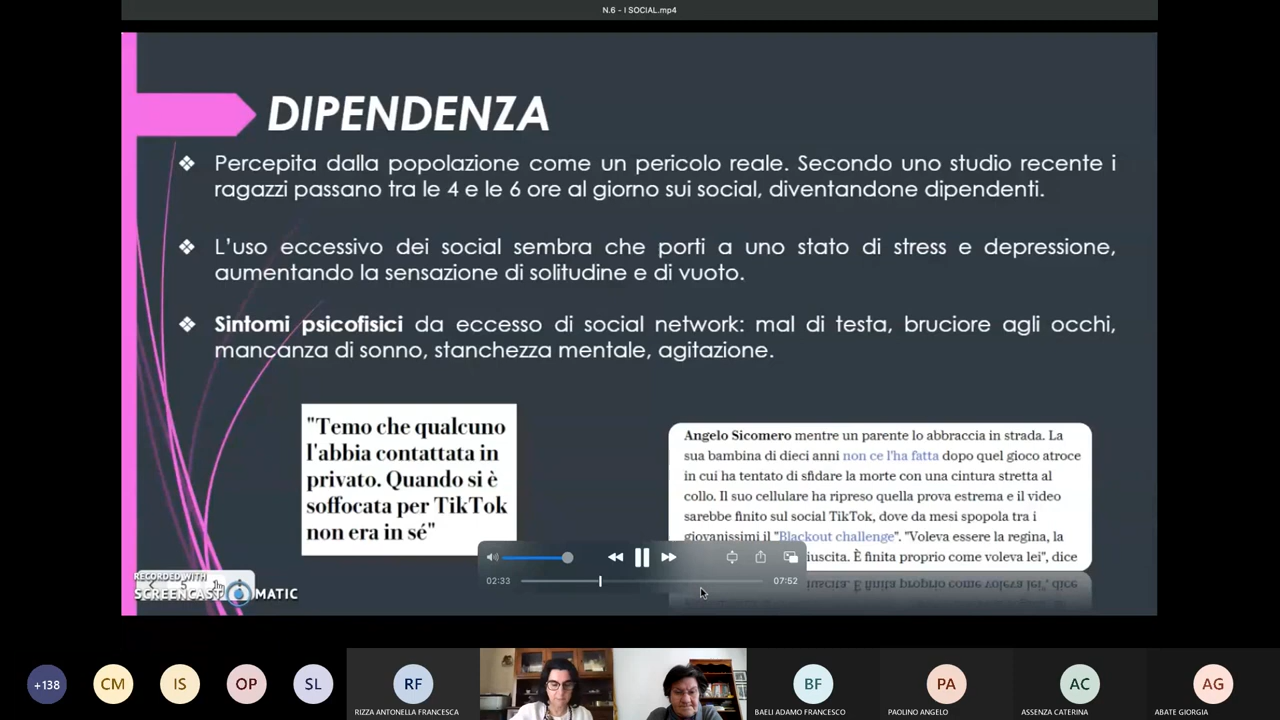 N.6 - I SOCIAL.mp4
DIPENDENZA
❖ Percepita dalla popolazione come un pericolo reale. Secondo uno studio recente i
ragazzi passano tra le 4 e le 6 ore al giorno sui social, diventandone dipendenti.
❖ L'uso eccessivo dei social sembra che porti a uno stato di stress e depressione,
aumentando la sensazione di solitudine e di vuoto.
❖ Sintomi psicofisici da eccesso di social network: mal di testa, bruciore agli occhi,
mancanza di sonno, stanchezza mentale, agitazione.
"Temo che qualcuno
l'abbia contattata in
privato. Quando si è
soffocata per TikTok
non era in sé"
Angelo Sicomero mentre un parente lo abbraccia in strada. La
sua bambina di dieci anni non ce l'ha fatta dopo quel gioco atroce
in cui ha tentato di sfidare la morte con una cintura stretta al
collo. Il suo cellulare ha ripreso quella prova estrema e il video
sarebbe finito sul social TikTok, dove da mesi spopola tra i
giovanissimi il "Blackout challenge". "Voleva essere la regina, la
È finita proprio come voleva lei", dice
02:33
07:52
RECORDED WITH
SCREENCAST MATIC
+138
CM
IS
OP
SL
RF
RIZZA ANTONELLA FRANCESCA
BF
BAELI ADAMO FRANCESCO
PA
PAOLINO ANGELO
AC
ASSENZA CATERINA
AG
ABATE GIORGIA